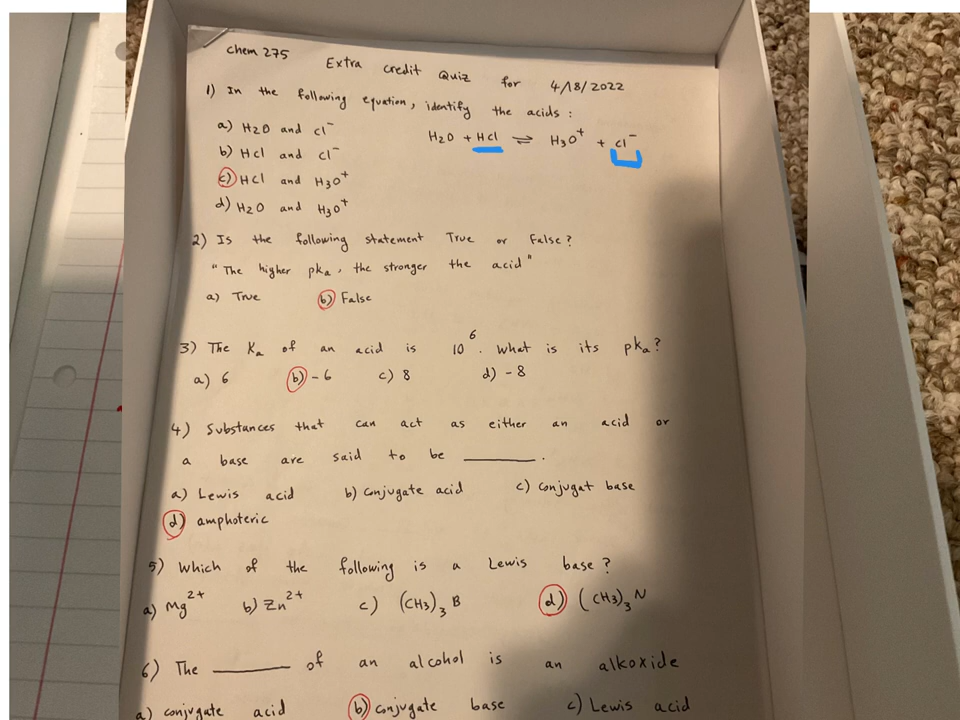 Chem 275 Extra credit Quiz for 4/18/2022
1) In the following equation, identify the acids :
a) H2O and Cl⁻ H2O + HCl ⇌ H3O⁺ + Cl⁻
b) HCl and Cl⁻
c) HCl and H3O⁺
d) H2O and H3O⁺
2) Is the following statement True or False?
"The higher pka, the stronger the acid"
a) True b) False
3) The Ka of an acid is 10⁶. What is its pka?
a) 6 b) -6 c) 8 d) -8
4) Substances that can act as either an acid or
a base are said to be ______.
a) Lewis acid b) conjugate acid c) conjugat base
d) amphoteric
5) Which of the following is a Lewis base?
a) Mg²⁺ b) Zn²⁺ c) (CH3)3 B d) (CH3)3 N
6) The ______ of an alcohol is an alkoxide
a) conjugate acid b) conjugate base c) Lewis acid